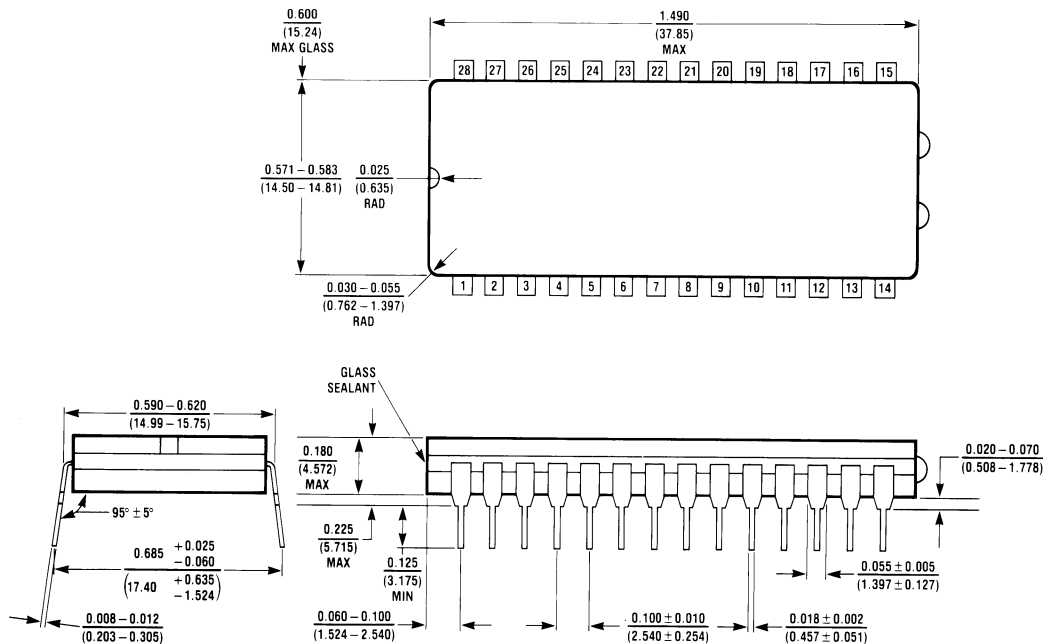 0.600
(15.24)
MAX GLASS
1.490
(37.85)
MAX
28 27 26 25 24 23 22 21 20 19 18 17 16 15
0.571 – 0.583
(14.50 – 14.81)
0.025
(0.635)
RAD
0.030 – 0.055
(0.762 – 1.397)
RAD
1 2 3 4 5 6 7 8 9 10 11 12 13 14
GLASS
SEALANT
0.590 – 0.620
(14.99 – 15.75)
0.180
(4.572)
MAX
0.020 – 0.070
(0.508 – 1.778)
95° ± 5°
0.225
(5.715)
MAX
0.125
(3.175)
MIN
0.055 ± 0.005
(1.397 ± 0.127)
0.685 +0.025
-0.060
(17.40 +0.635
-1.524)
0.008 – 0.012
(0.203 – 0.305)
0.060 – 0.100
(1.524 – 2.540)
0.100 ± 0.010
(2.540 ± 0.254)
0.018 ± 0.002
(0.457 ± 0.051)